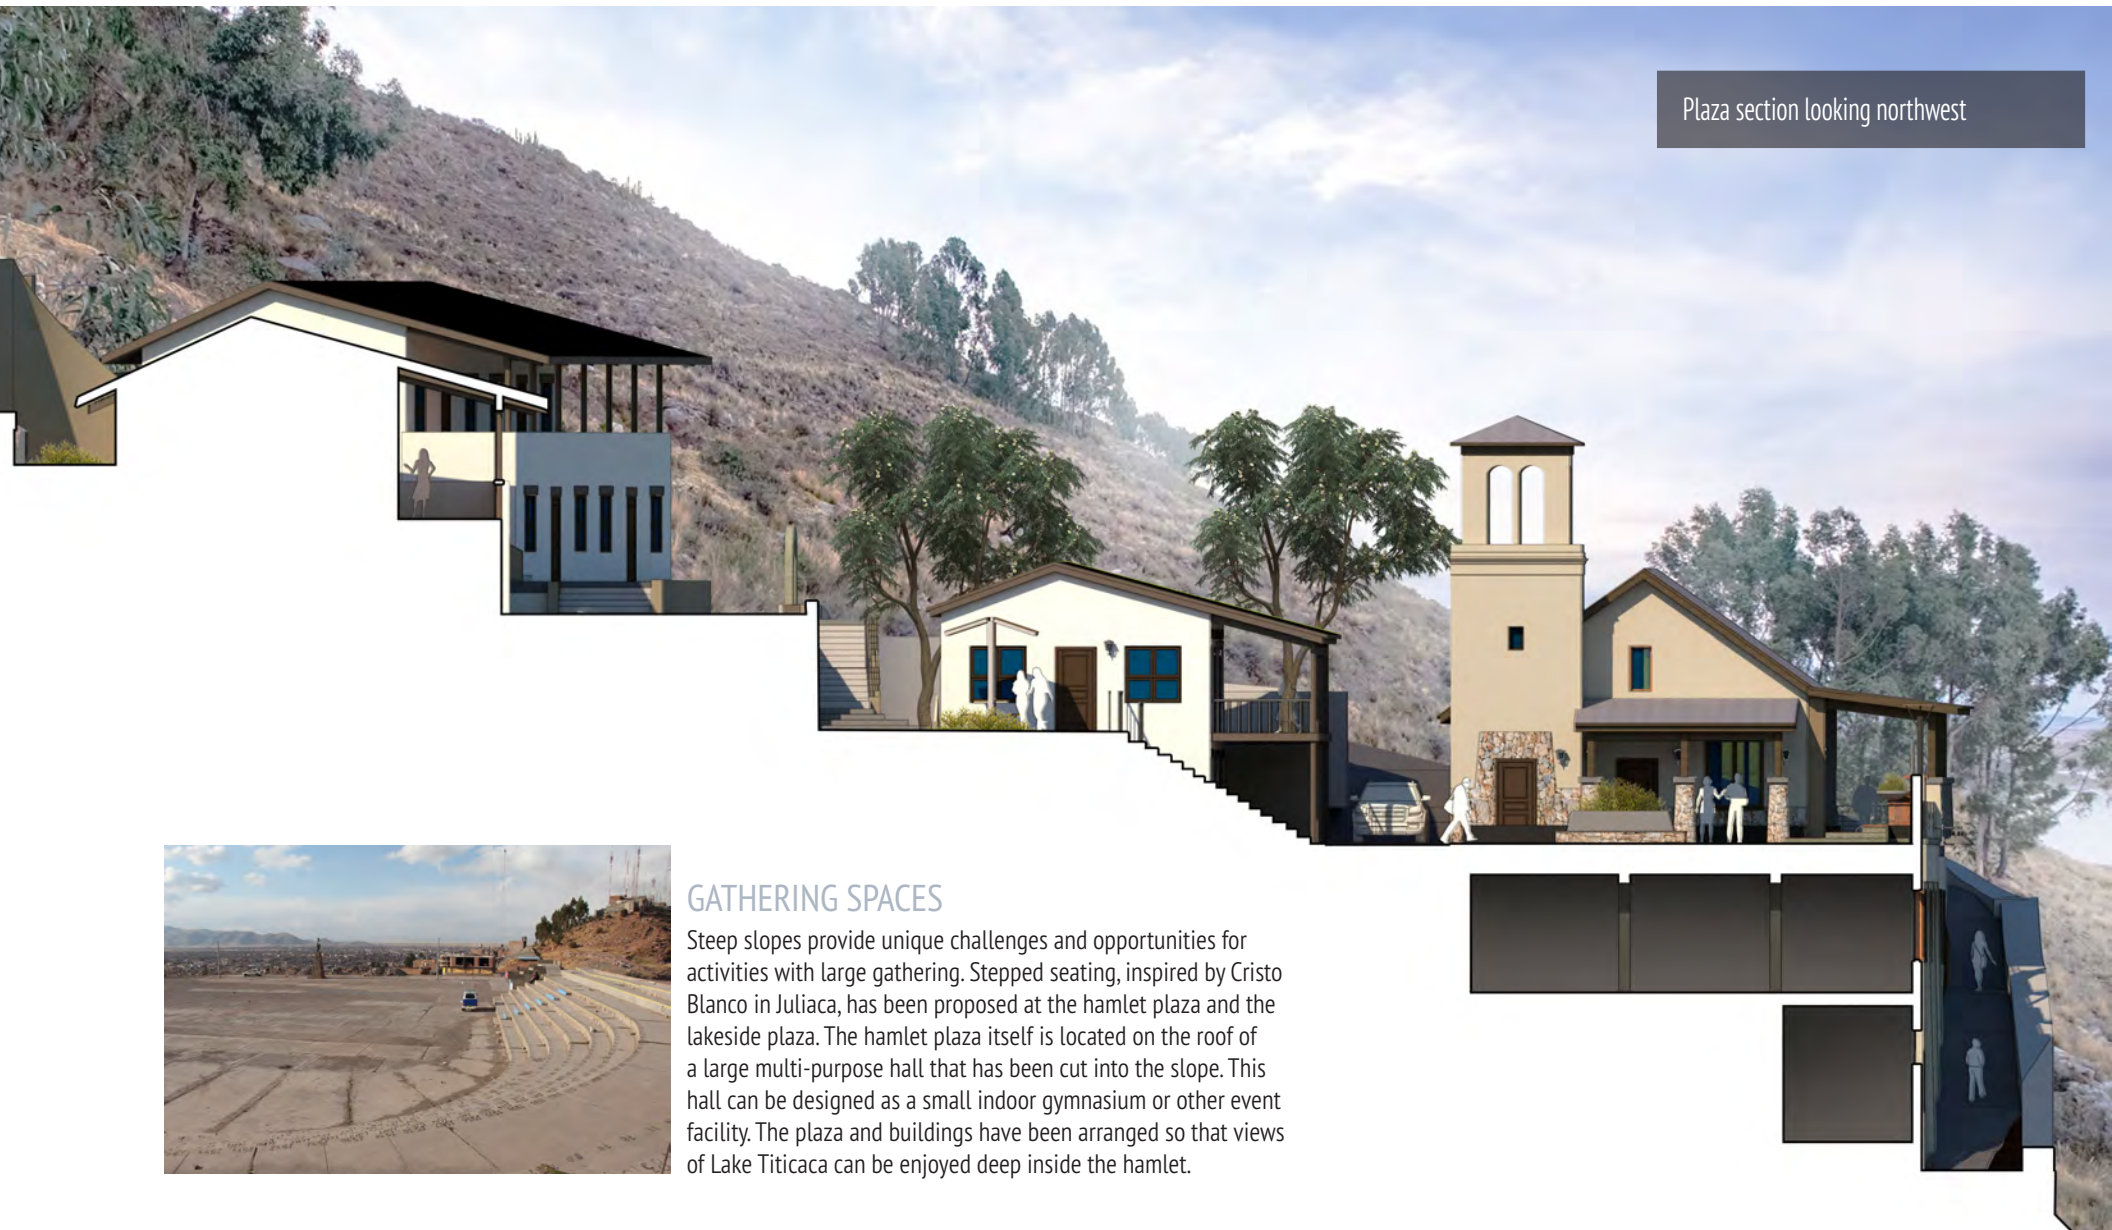 Plaza section looking northwest
GATHERING SPACES
Steep slopes provide unique challenges and opportunities for
activities with large gathering. Stepped seating, inspired by Cristo
Blanco in Juliaca, has been proposed at the hamlet plaza and the
lakeside plaza. The hamlet plaza itself is located on the roof of
a large multi-purpose hall that has been cut into the slope. This
hall can be designed as a small indoor gymnasium or other event
facility. The plaza and buildings have been arranged so that views
of Lake Titicaca can be enjoyed deep inside the hamlet.